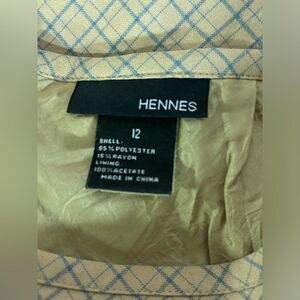 HENNES
12
SHELL:
85% POLYESTER
15% RAYON
LINING
100% ACETATE
MADE IN CHINA